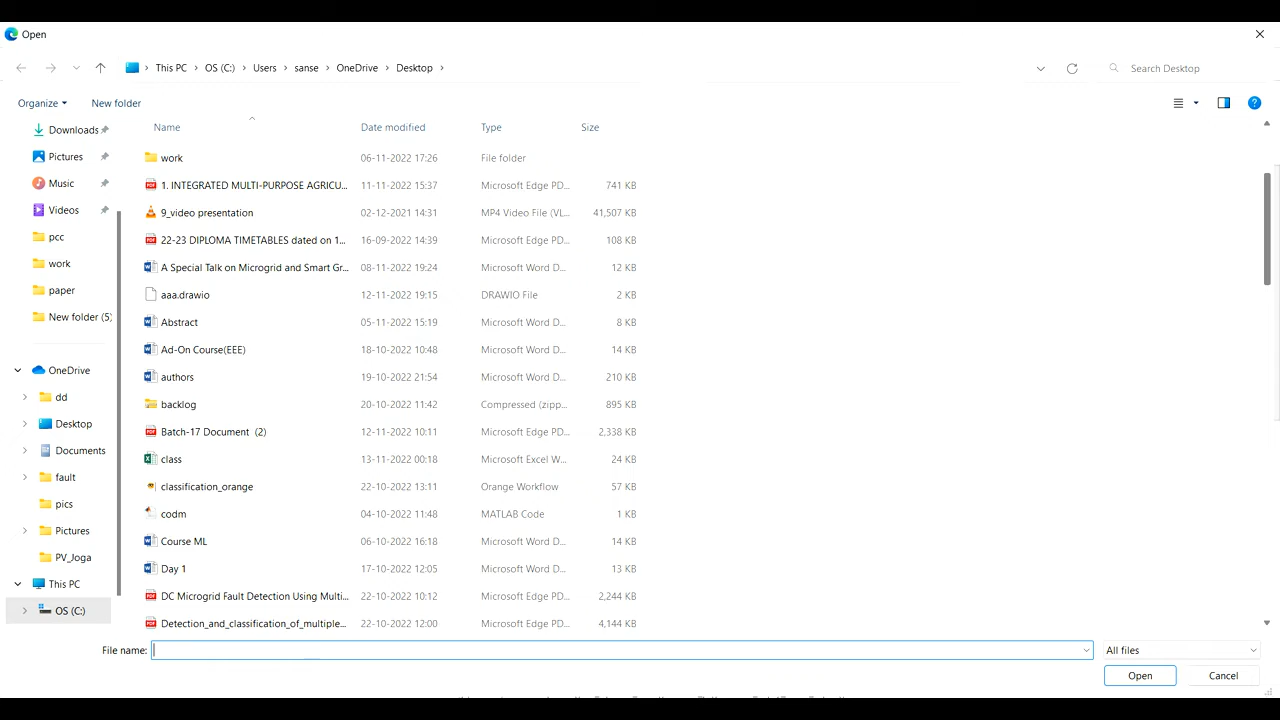 Open
This PC > OS (C:) > Users > sanse > OneDrive > Desktop >
Search Desktop
Organize
New folder
Name Date modified Type Size
Downloads
Pictures
Music
Videos
pcc
work
paper
New folder (5)
OneDrive
dd
Desktop
Documents
fault
pics
Pictures
PV_Joga
This PC
OS (C:)
work 06-11-2022 17:26 File folder
1. INTEGRATED MULTI-PURPOSE AGRICU... 11-11-2022 15:37 Microsoft Edge PD... 741 KB
9_video presentation 02-12-2021 14:31 MP4 Video File (VL... 41,507 KB
22-23 DIPLOMA TIMETABLES dated on 1... 16-09-2022 14:39 Microsoft Edge PD... 108 KB
A Special Talk on Microgrid and Smart Gr... 08-11-2022 19:24 Microsoft Word D... 12 KB
aaa.drawio 12-11-2022 19:15 DRAWIO File 2 KB
Abstract 05-11-2022 15:19 Microsoft Word D... 8 KB
Ad-On Course(EEE) 18-10-2022 10:48 Microsoft Word D... 14 KB
authors 19-10-2022 21:54 Microsoft Word D... 210 KB
backlog 20-10-2022 11:42 Compressed (zipp... 895 KB
Batch-17 Document (2) 12-11-2022 10:11 Microsoft Edge PD... 2,338 KB
class 13-11-2022 00:18 Microsoft Excel W... 24 KB
classification_orange 22-10-2022 13:11 Orange Workflow 57 KB
codm 04-10-2022 11:48 MATLAB Code 1 KB
Course ML 06-10-2022 16:18 Microsoft Word D... 14 KB
Day 1 17-10-2022 12:05 Microsoft Word D... 13 KB
DC Microgrid Fault Detection Using Multi... 22-10-2022 10:12 Microsoft Edge PD... 2,244 KB
Detection_and_classification_of_multiple... 22-10-2022 12:00 Microsoft Edge PD... 4,144 KB
File name:
All files
Open
Cancel